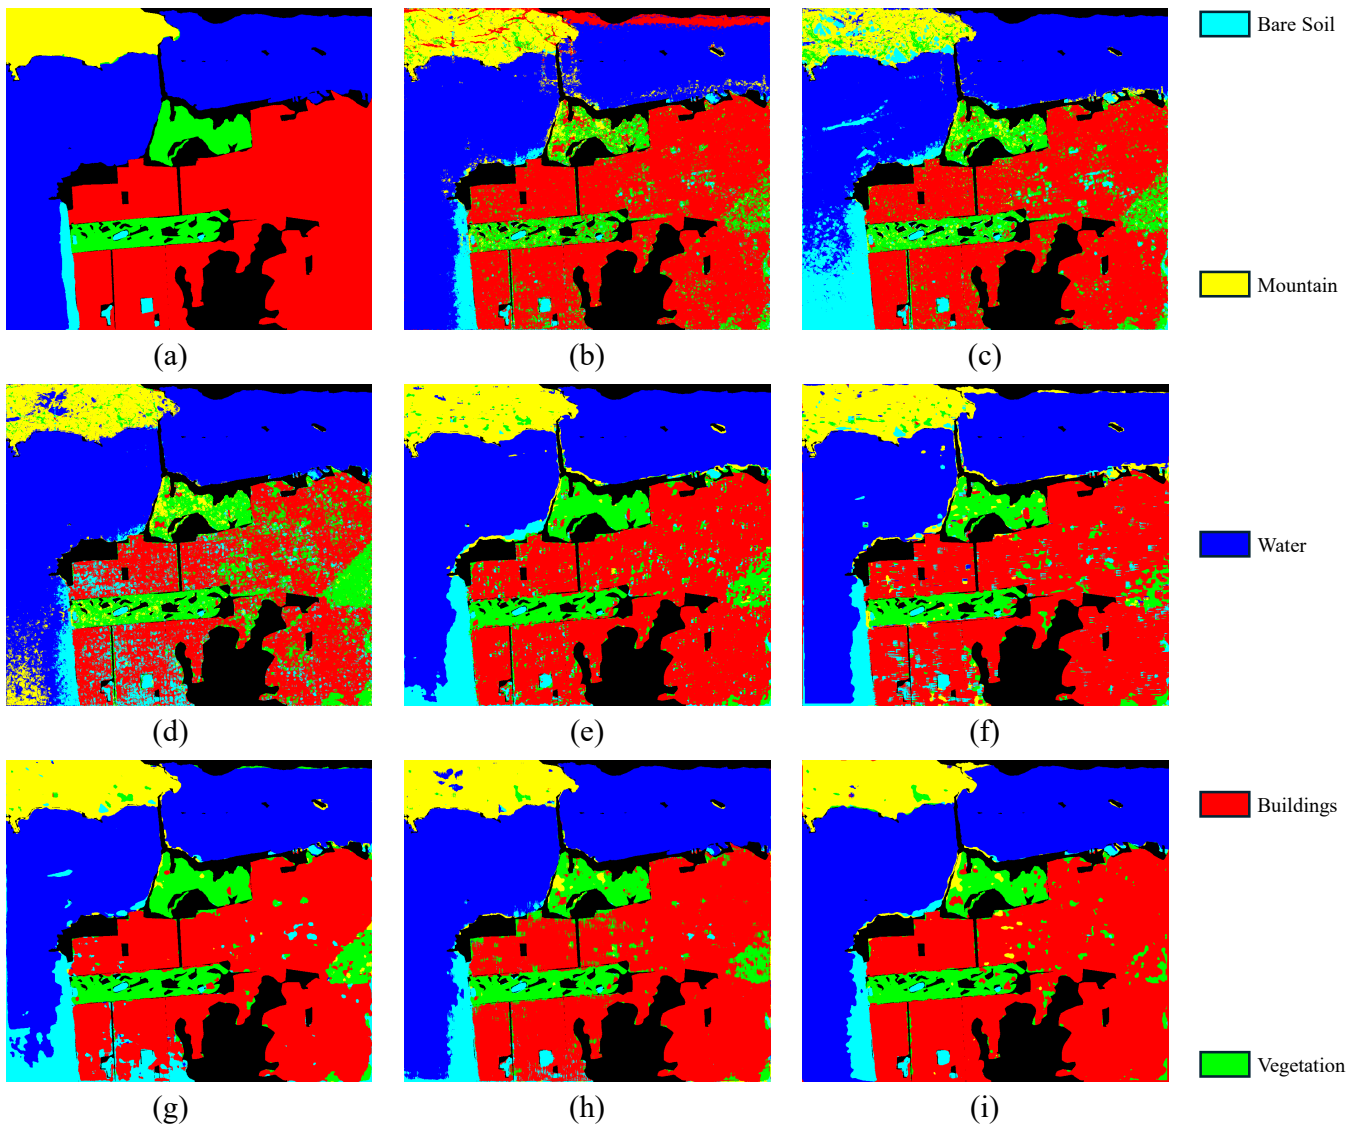 Bare Soil
Mountain
(a)
(b)
(c)
Water
(d)
(e)
(f)
Buildings
Vegetation
(g)
(h)
(i)